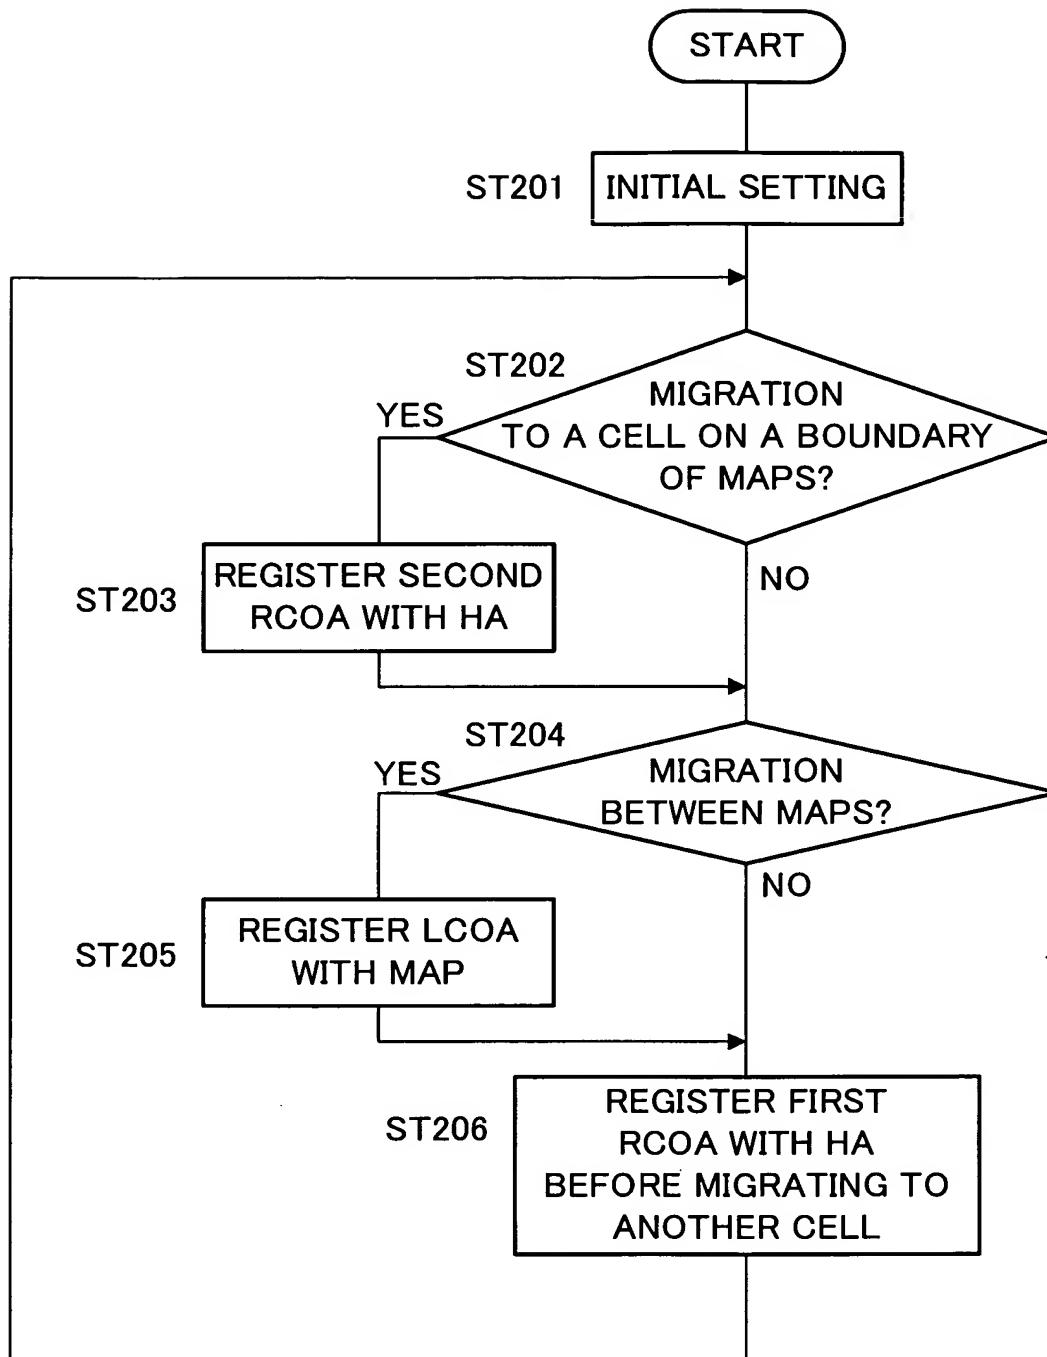 START
ST201
INITIAL SETTING
ST202
MIGRATION
TO A CELL ON A BOUNDARY
OF MAPS?
YES
NO
ST203
REGISTER SECOND
RCOA WITH HA
ST204
MIGRATION
BETWEEN MAPS?
YES
NO
ST205
REGISTER LCOA
WITH MAP
ST206
REGISTER FIRST
RCOA WITH HA
BEFORE MIGRATING TO
ANOTHER CELL